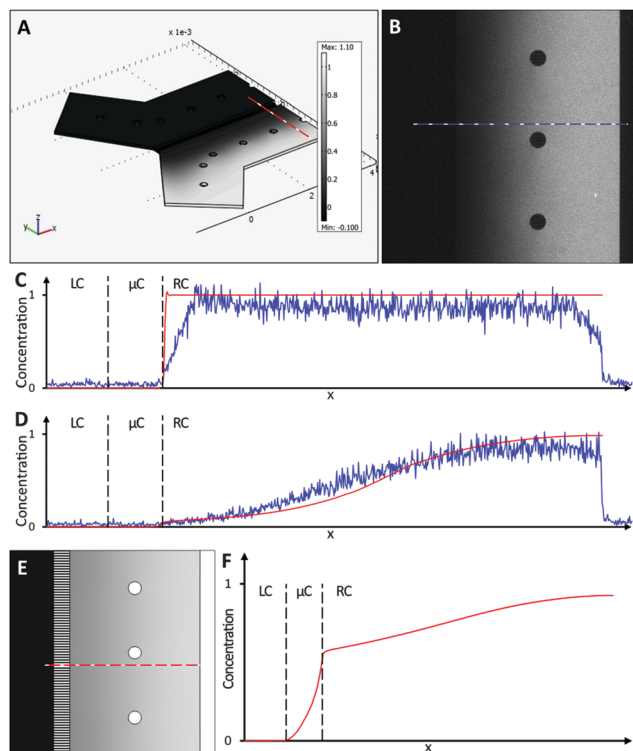 A
x 1e-3
Max: 1.10
1
0.8
0.6
0.4
0.2
0
Min: -0.100
0
2
4
z
y
x
B
C
LC
µC
RC
1
0
Concentration
x
D
LC
µC
RC
1
0
Concentration
x
E
F
LC
µC
RC
1
0
Concentration
x